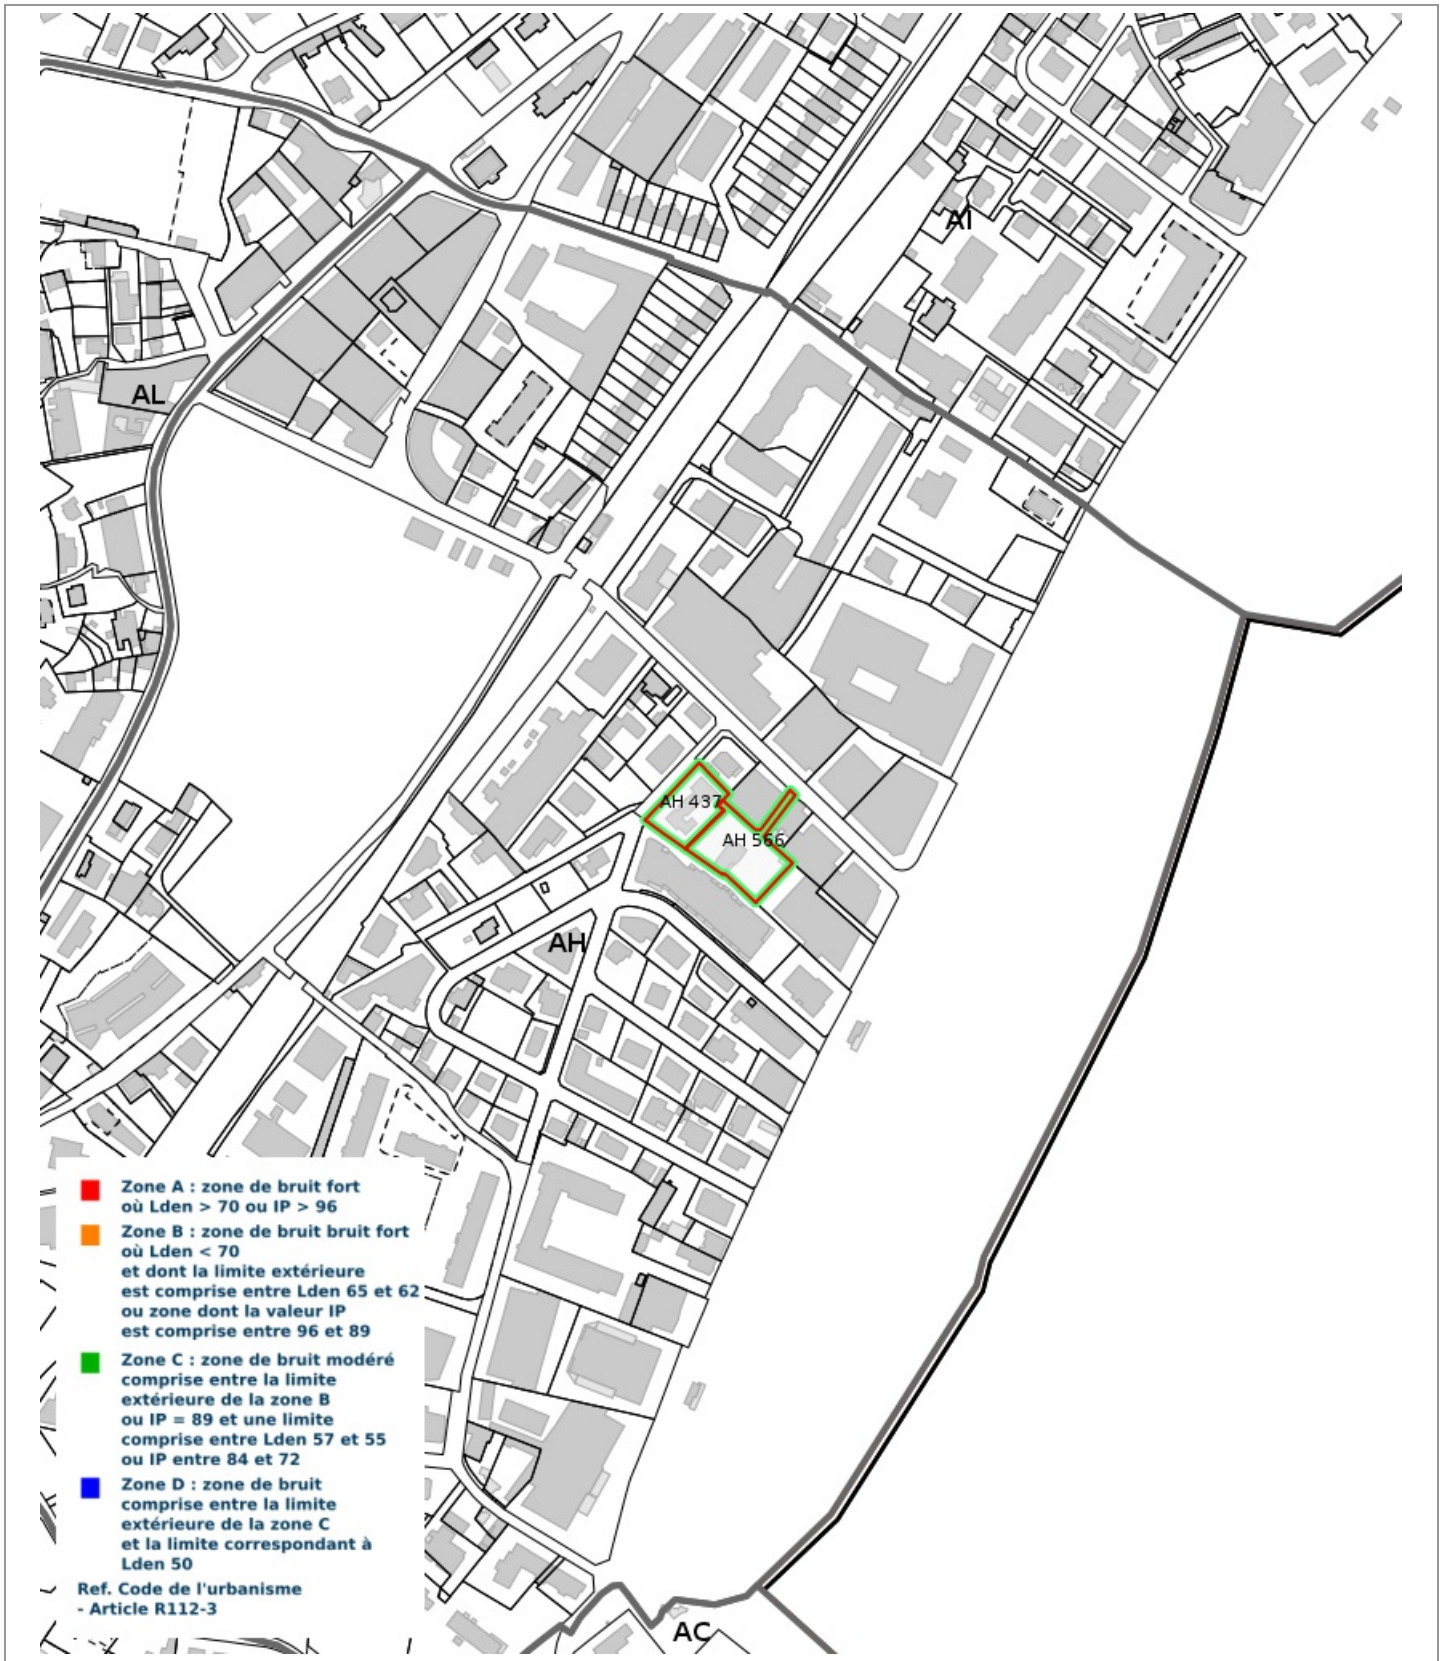 AI
AL
AH 437
AH 566
AH
Zone A : zone de bruit fort
où Lden > 70 ou IP > 96
Zone B : zone de bruit bruit fort
où Lden < 70
et dont la limite extérieure
est comprise entre Lden 65 et 62
ou zone dont la valeur IP
est comprise entre 96 et 89
Zone C : zone de bruit modéré
comprise entre la limite
extérieure de la zone B
ou IP = 89 et une limite
comprise entre Lden 57 et 55
ou IP entre 84 et 72
Zone D : zone de bruit
comprise entre la limite
extérieure de la zone C
et la limite correspondant à
Lden 50
Ref. Code de l'urbanisme
- Article R112-3
AC